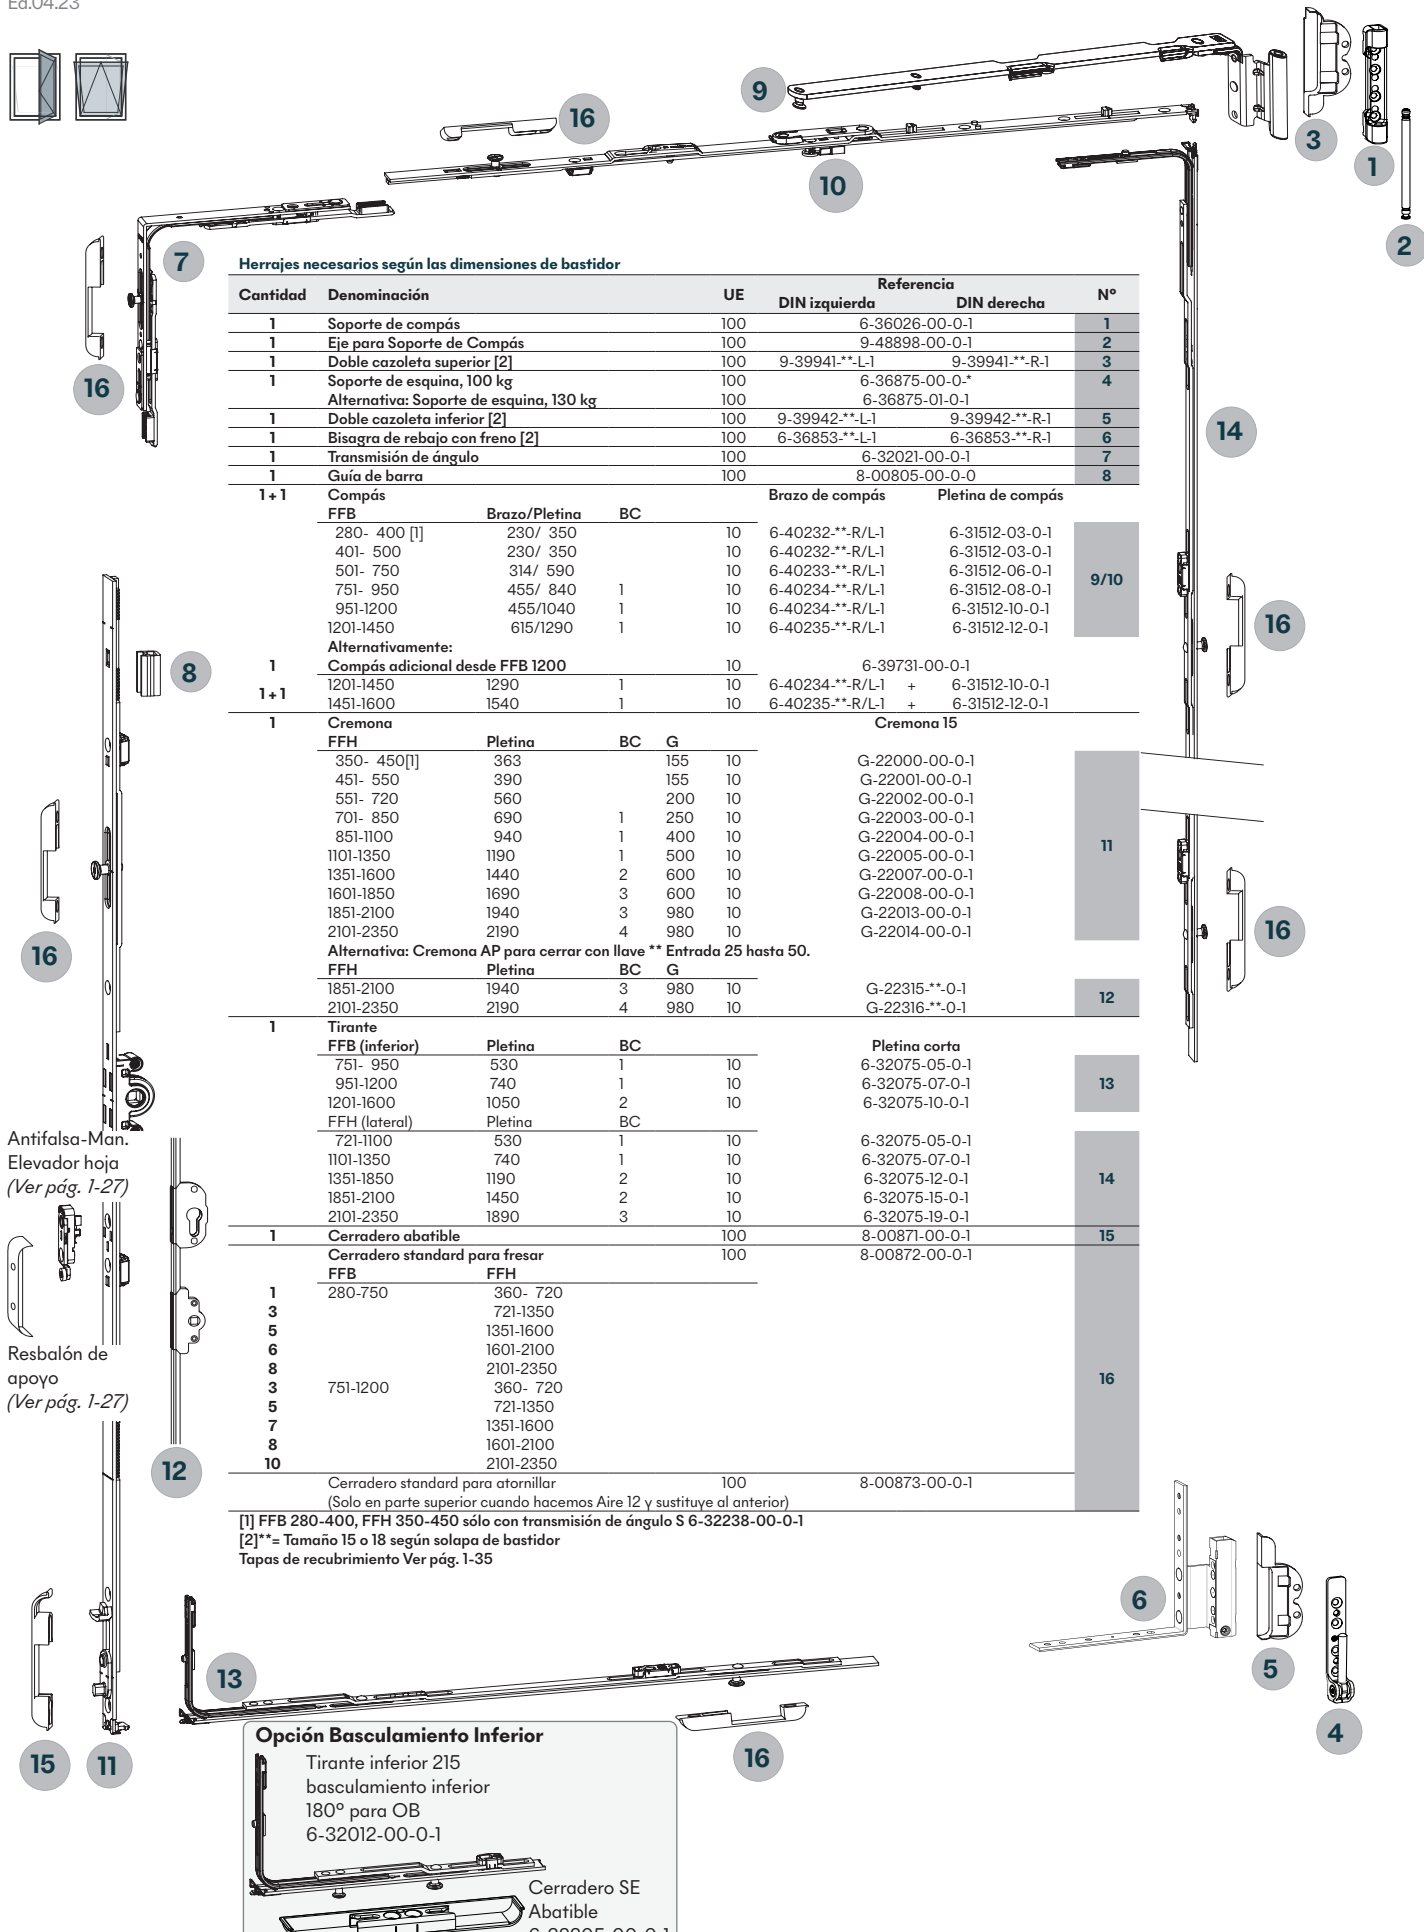 Ed.04.23
16
9
3
1
10
2
7
Herrajes necesarios según las dimensiones de bastidor
Cantidad Denominación UE Referencia Nº
DIN izquierda DIN derecha
1 Soporte de compás 100 6-36026-00-0-1 1
1 Eje para Soporte de Compás 100 9-48898-00-0-1 2
1 Doble cazoleta superior [2] 100 9-39941-**-L-1 9-39941-**-R-1 3
1 Soporte de esquina, 100 kg 100 6-36875-00-0-* 4
Alternativa: Soporte de esquina, 130 kg 100 6-36875-01-0-1
1 Doble cazoleta inferior [2] 100 9-39942-**-L-1 9-39942-**-R-1 5
1 Bisagra de rebajo con freno [2] 100 6-36853-**-L-1 6-36853-**-R-1 6
1 Transmisión de ángulo 100 6-32021-00-0-1 7
1 Guía de barra 100 8-00805-00-0-0 8
1 + 1 Compás Brazo de compás Pletina de compás
FFB Brazo/Pletina BC
280- 400 [1] 230/ 350 10 6-40232-**-R/L-1 6-31512-03-0-1
401- 500 230/ 350 10 6-40232-**-R/L-1 6-31512-03-0-1
501- 750 314/ 590 10 6-40233-**-R/L-1 6-31512-06-0-1
751- 950 455/ 840 1 10 6-40234-**-R/L-1 6-31512-08-0-1
951-1200 455/1040 1 10 6-40234-**-R/L-1 6-31512-10-0-1
1201-1450 615/1290 1 10 6-40235-**-R/L-1 6-31512-12-0-1
9/10
Alternativamente:
1 Compás adicional desde FFB 1200 10 6-39731-00-0-1
1 + 1
1201-1450 1290 1 10 6-40234-**-R/L-1 + 6-31512-10-0-1
1451-1600 1540 1 10 6-40235-**-R/L-1 + 6-31512-12-0-1
1 Cremona Cremona 15
FFH Pletina BC G
350- 450[1] 363 155 10 G-22000-00-0-1
451- 550 390 155 10 G-22001-00-0-1
551- 720 560 200 10 G-22002-00-0-1
701- 850 690 1 250 10 G-22003-00-0-1
851-1100 940 1 400 10 G-22004-00-0-1
1101-1350 1190 1 500 10 G-22005-00-0-1
1351-1600 1440 2 600 10 G-22007-00-0-1
1601-1850 1690 3 600 10 G-22008-00-0-1
1851-2100 1940 3 980 10 G-22013-00-0-1
2101-2350 2190 4 980 10 G-22014-00-0-1
11
Alternativa: Cremona AP para cerrar con llave ** Entrada 25 hasta 50.
FFH Pletina BC G
1851-2100 1940 3 980 10 G-22315-**-0-1
2101-2350 2190 4 980 10 G-22316-**-0-1
12
1 Tirante
FFB (inferior) Pletina BC Pletina corta
751- 950 530 1 10 6-32075-05-0-1
951-1200 740 1 10 6-32075-07-0-1
1201-1600 1050 2 10 6-32075-10-0-1
13
FFH (lateral) Pletina BC
721-1100 530 1 10 6-32075-05-0-1
1101-1350 740 1 10 6-32075-07-0-1
1351-1850 1190 2 10 6-32075-12-0-1
1851-2100 1450 2 10 6-32075-15-0-1
2101-2350 1890 3 10 6-32075-19-0-1
14
1 Cerradero abatible 100 8-00871-00-0-1 15
Cerradero standard para fresar 100 8-00872-00-0-1
FFB FFH
1 280-750 360- 720
3 721-1350
5 1351-1600
6 1601-2100
8 2101-2350
3 751-1200 360- 720
5 721-1350
7 1351-1600
8 1601-2100
10 2101-2350
16
Cerradero standard para atornillar 100 8-00873-00-0-1
(Solo en parte superior cuando hacemos Aire 12 y sustituye al anterior)
[1] FFB 280-400, FFH 350-450 sólo con transmisión de ángulo S 6-32238-00-0-1
[2]**= Tamaño 15 o 18 según solapa de bastidor
Tapas de recubrimiento Ver pág. 1-35
16
14
8
16
16
16
Antifalsa-Man.
Elevador hoja
(Ver pág. 1-27)
Resbalón de
apoyo
(Ver pág. 1-27)
12
6
5
4
13
15
11
16
Opción Basculamiento Inferior
Tirante inferior 215
basculamiento inferior
180º para OB
6-32012-00-0-1
Cerradero SE
Abatible